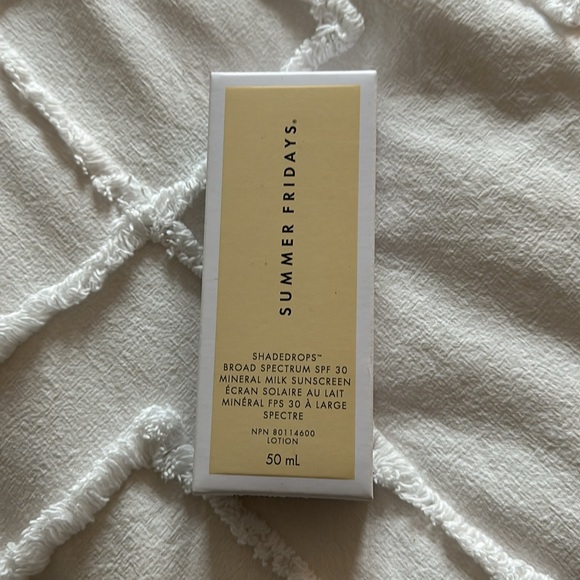 SUMMER FRIDAYS®
SHADEDROPS™
BROAD SPECTRUM SPF 30
MINERAL MILK SUNSCREEN
ÉCRAN SOLAIRE AU LAIT
MINÉRAL FPS 30 À LARGE
SPECTRE
NPN 80114600
LOTION
50 mL